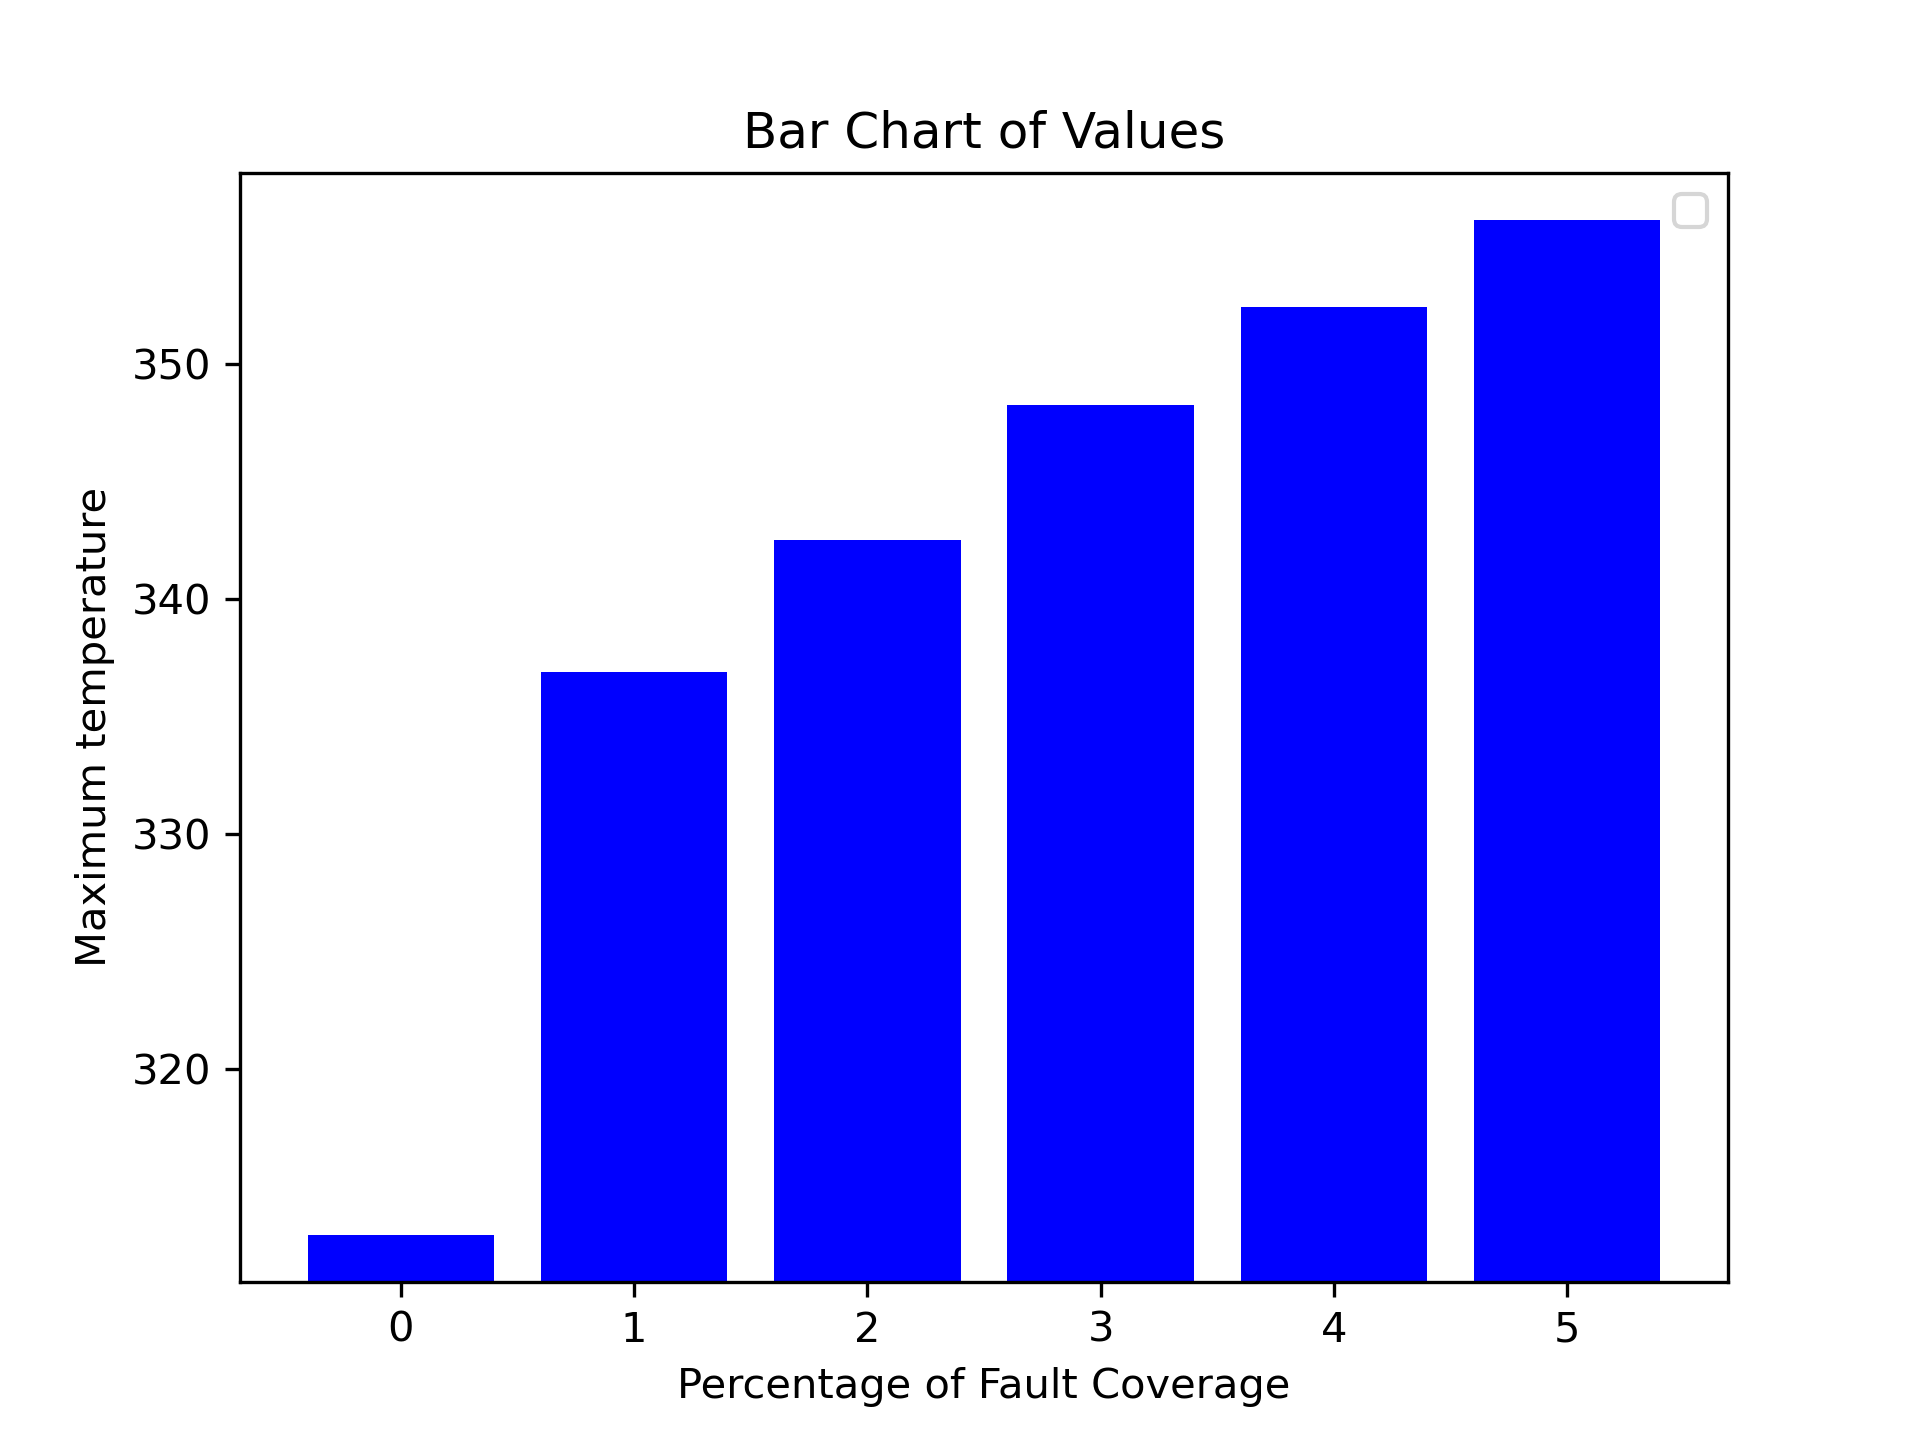 Bar Chart of Values
Maximum temperature
350
340
330
320
0 1 2 3 4 5
Percentage of Fault Coverage